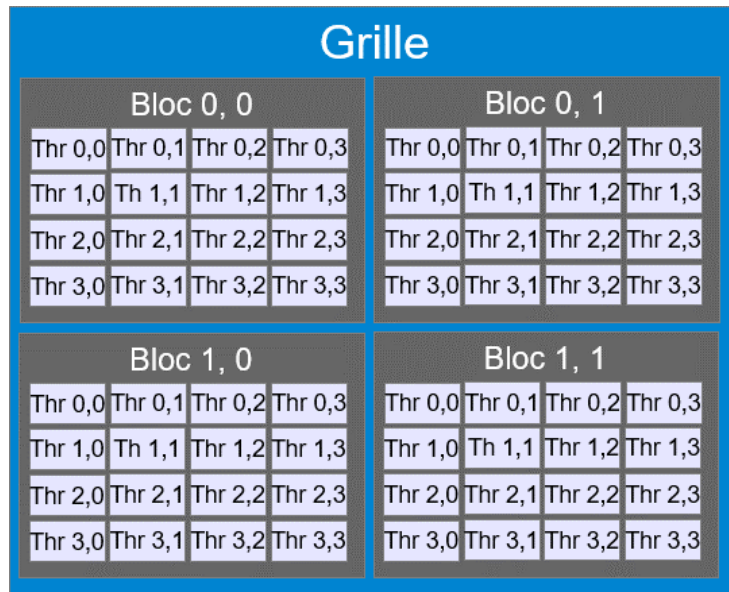 Grille
Bloc 0, 0
Thr 0,0 Thr 0,1 Thr 0,2 Thr 0,3
Thr 1,0 Th 1,1 Thr 1,2 Thr 1,3
Thr 2,0 Thr 2,1 Thr 2,2 Thr 2,3
Thr 3,0 Thr 3,1 Thr 3,2 Thr 3,3
Bloc 0, 1
Thr 0,0 Thr 0,1 Thr 0,2 Thr 0,3
Thr 1,0 Th 1,1 Thr 1,2 Thr 1,3
Thr 2,0 Thr 2,1 Thr 2,2 Thr 2,3
Thr 3,0 Thr 3,1 Thr 3,2 Thr 3,3
Bloc 1, 0
Thr 0,0 Thr 0,1 Thr 0,2 Thr 0,3
Thr 1,0 Th 1,1 Thr 1,2 Thr 1,3
Thr 2,0 Thr 2,1 Thr 2,2 Thr 2,3
Thr 3,0 Thr 3,1 Thr 3,2 Thr 3,3
Bloc 1, 1
Thr 0,0 Thr 0,1 Thr 0,2 Thr 0,3
Thr 1,0 Th 1,1 Thr 1,2 Thr 1,3
Thr 2,0 Thr 2,1 Thr 2,2 Thr 2,3
Thr 3,0 Thr 3,1 Thr 3,2 Thr 3,3